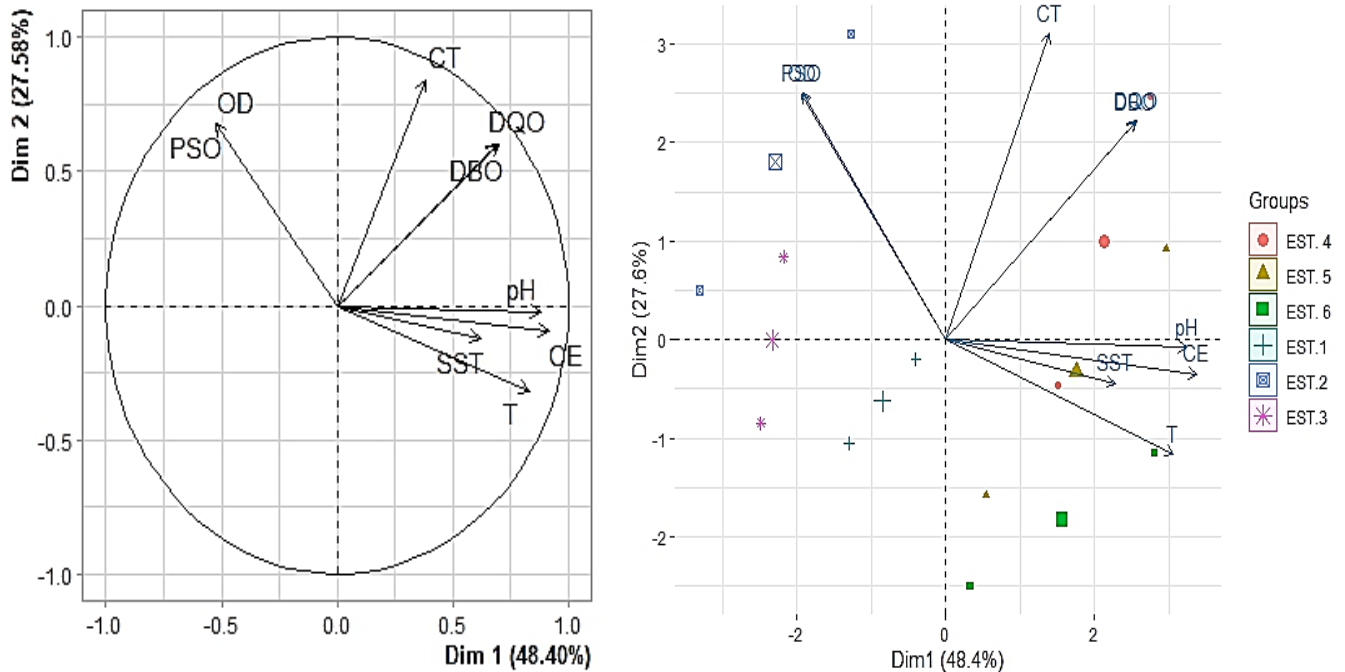 Dim 2 (27.58%)
1.0
0.5
0.0
-0.5
-1.0
CT
OD
PSO
DQO
DBO
pH
CE
SST
T
-1.0 -0.5 0.0 0.5 1.0
Dim 1 (48.40%)
Dim2 (27.6%)
3
2
1
0
-1
-2
CT
pH
CE
SST
T
-2 0 2
Dim1 (48.4%)
Groups
EST. 4
EST. 5
EST. 6
EST.1
EST.2
EST.3